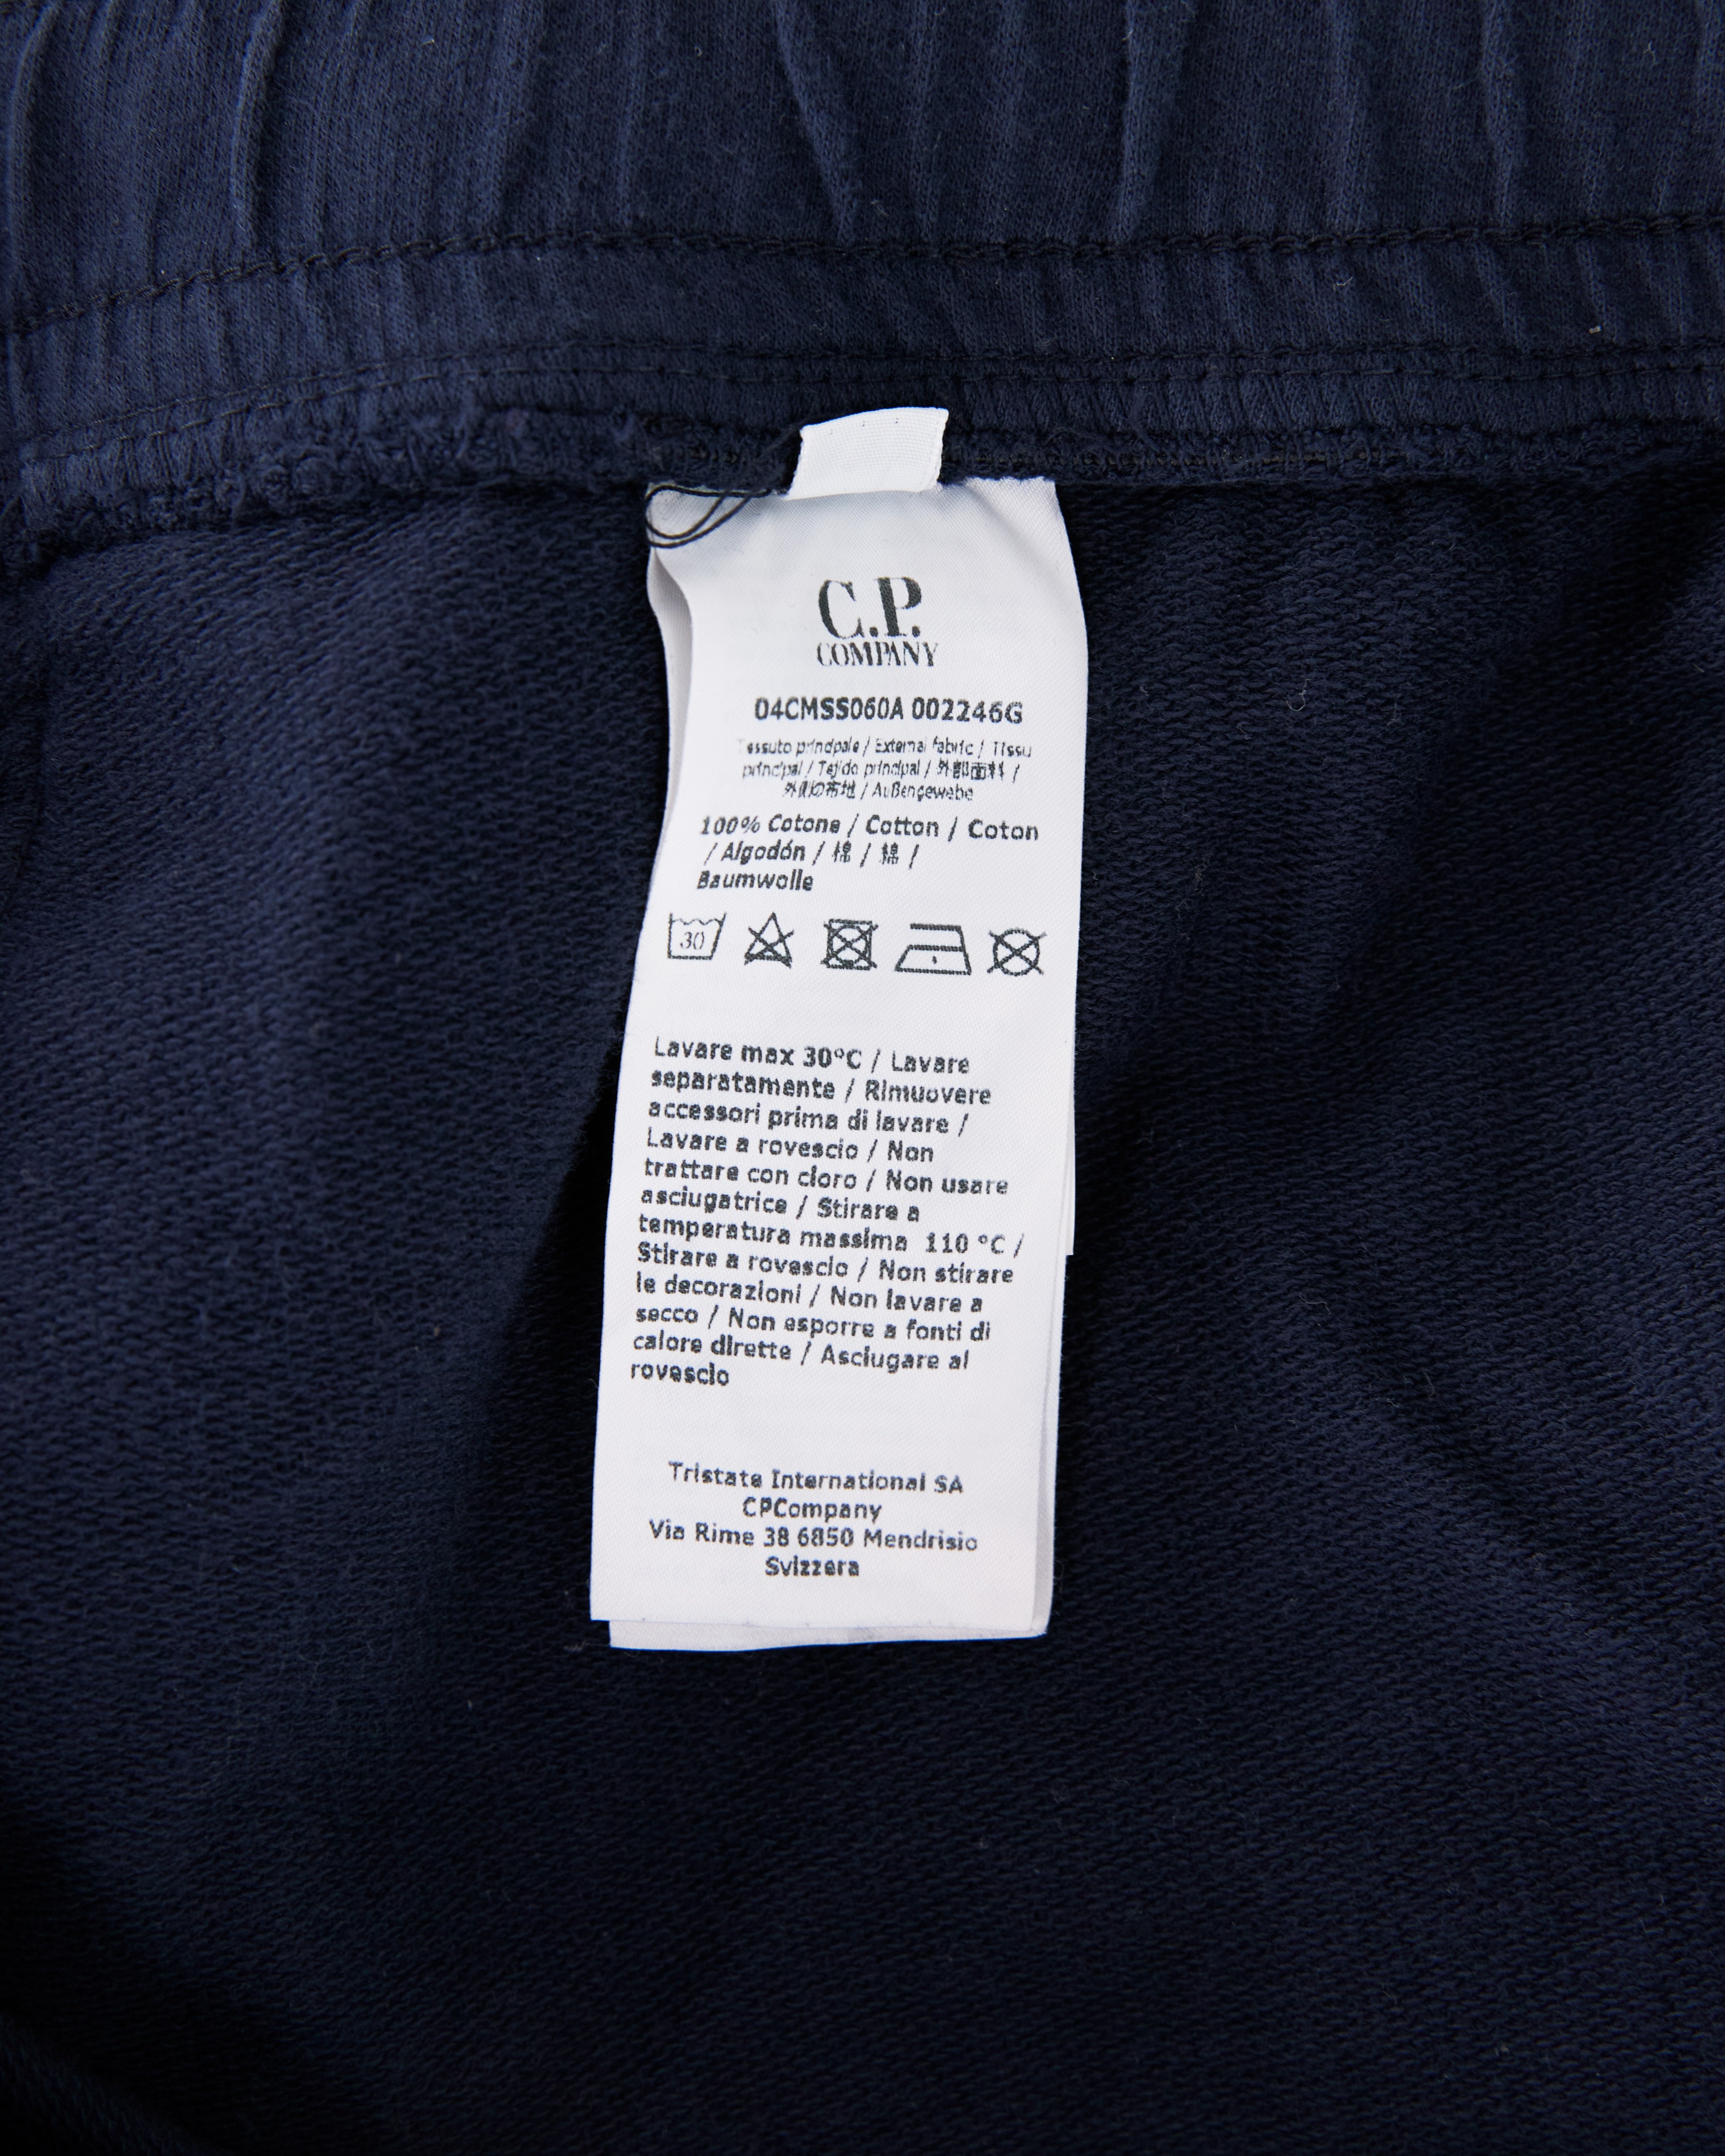 C.P.
COMPANY
04CMSS060A 002246G
Tessuto principale / External fabric / Tissu
principal / Tejido principal / 外部面料 /
外側の布地 / Außengewebe
100% Cotone / Cotton / Coton
/ Algodón / 棉 / 綿 /
Baumwolle
30
Lavare max 30°C / Lavare
separatamente / Rimuovere
accessori prima di lavare /
Lavare a rovescio / Non
trattare con cloro / Non usare
asciugatrice / Stirare a
temperatura massima 110 °C /
Stirare a rovescio / Non stirare
le decorazioni / Non lavare a
secco / Non esporre a fonti di
calore dirette / Asciugare al
rovescio
Tristate International SA
CPCompany
Via Rime 38 6850 Mendrisio
Svizzera